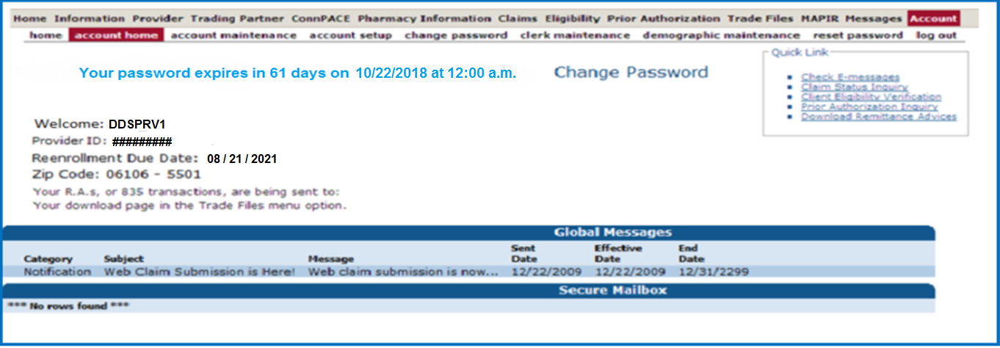 Home Information Provider Trading Partner ConnPACE Pharmacy Information Claims Eligibility Prior Authorization Trade Files MAPIR Messages Account
home account home account maintenance account setup change password clerk maintenance demographic maintenance reset password log out
Quick Link
Your password expires in 61 days on 10/22/2018 at 12:00 a.m. Change Password
Check E-messages
Claim Status Inquiry
Client Eligibility Verification
Prior Authorization Inquiry
Download Remittance Advices
Welcome: DDSPRV1
Provider ID: #########
Reenrollment Due Date: 08 / 21 / 2021
Zip Code: 06106 - 5501
Your R.A.s, or 835 transactions, are being sent to:
Your download page in the Trade Files menu option.
Global Messages
Category Subject Message Sent Date Effective Date End Date
Notification Web Claim Submission is Here! Web claim submission is now... 12/22/2009 12/22/2009 12/31/2299
Secure Mailbox
*** No rows found ***